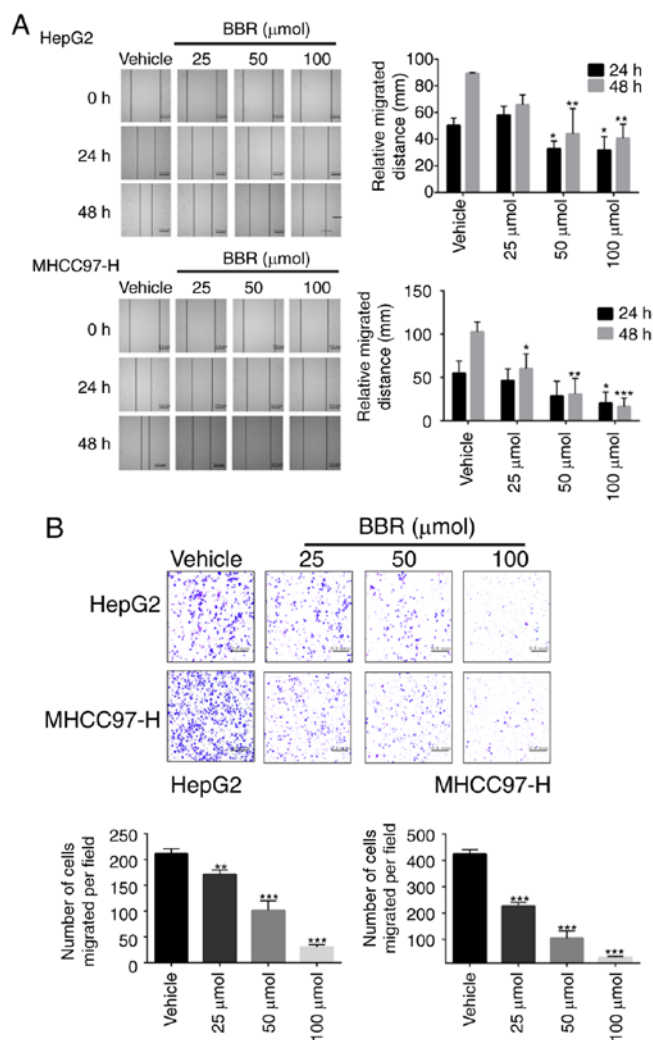 A
HepG2
BBR (μmol)
Vehicle 25 50 100
0 h
24 h
48 h
Relative migrated
distance (mm)
100
80
60
40
20
0
24 h
48 h
* ** * **
Vehicle
25 μmol
50 μmol
100 μmol
MHCC97-H
BBR (μmol)
Vehicle 25 50 100
0 h
24 h
48 h
Relative migrated
distance (mm)
150
100
50
0
24 h
48 h
* ** * ***
Vehicle
25 μmol
50 μmol
100 μmol
B
BBR (μmol)
Vehicle 25 50 100
HepG2
MHCC97-H
HepG2 MHCC97-H
Number of cells
migrated per field
250
200
150
100
50
0
** *** ***
Vehicle
25 μmol
50 μmol
100 μmol
Number of cells
migrated per field
500
400
300
200
100
*** *** ***
Vehicle
25 μmol
50 μmol
100 μmol